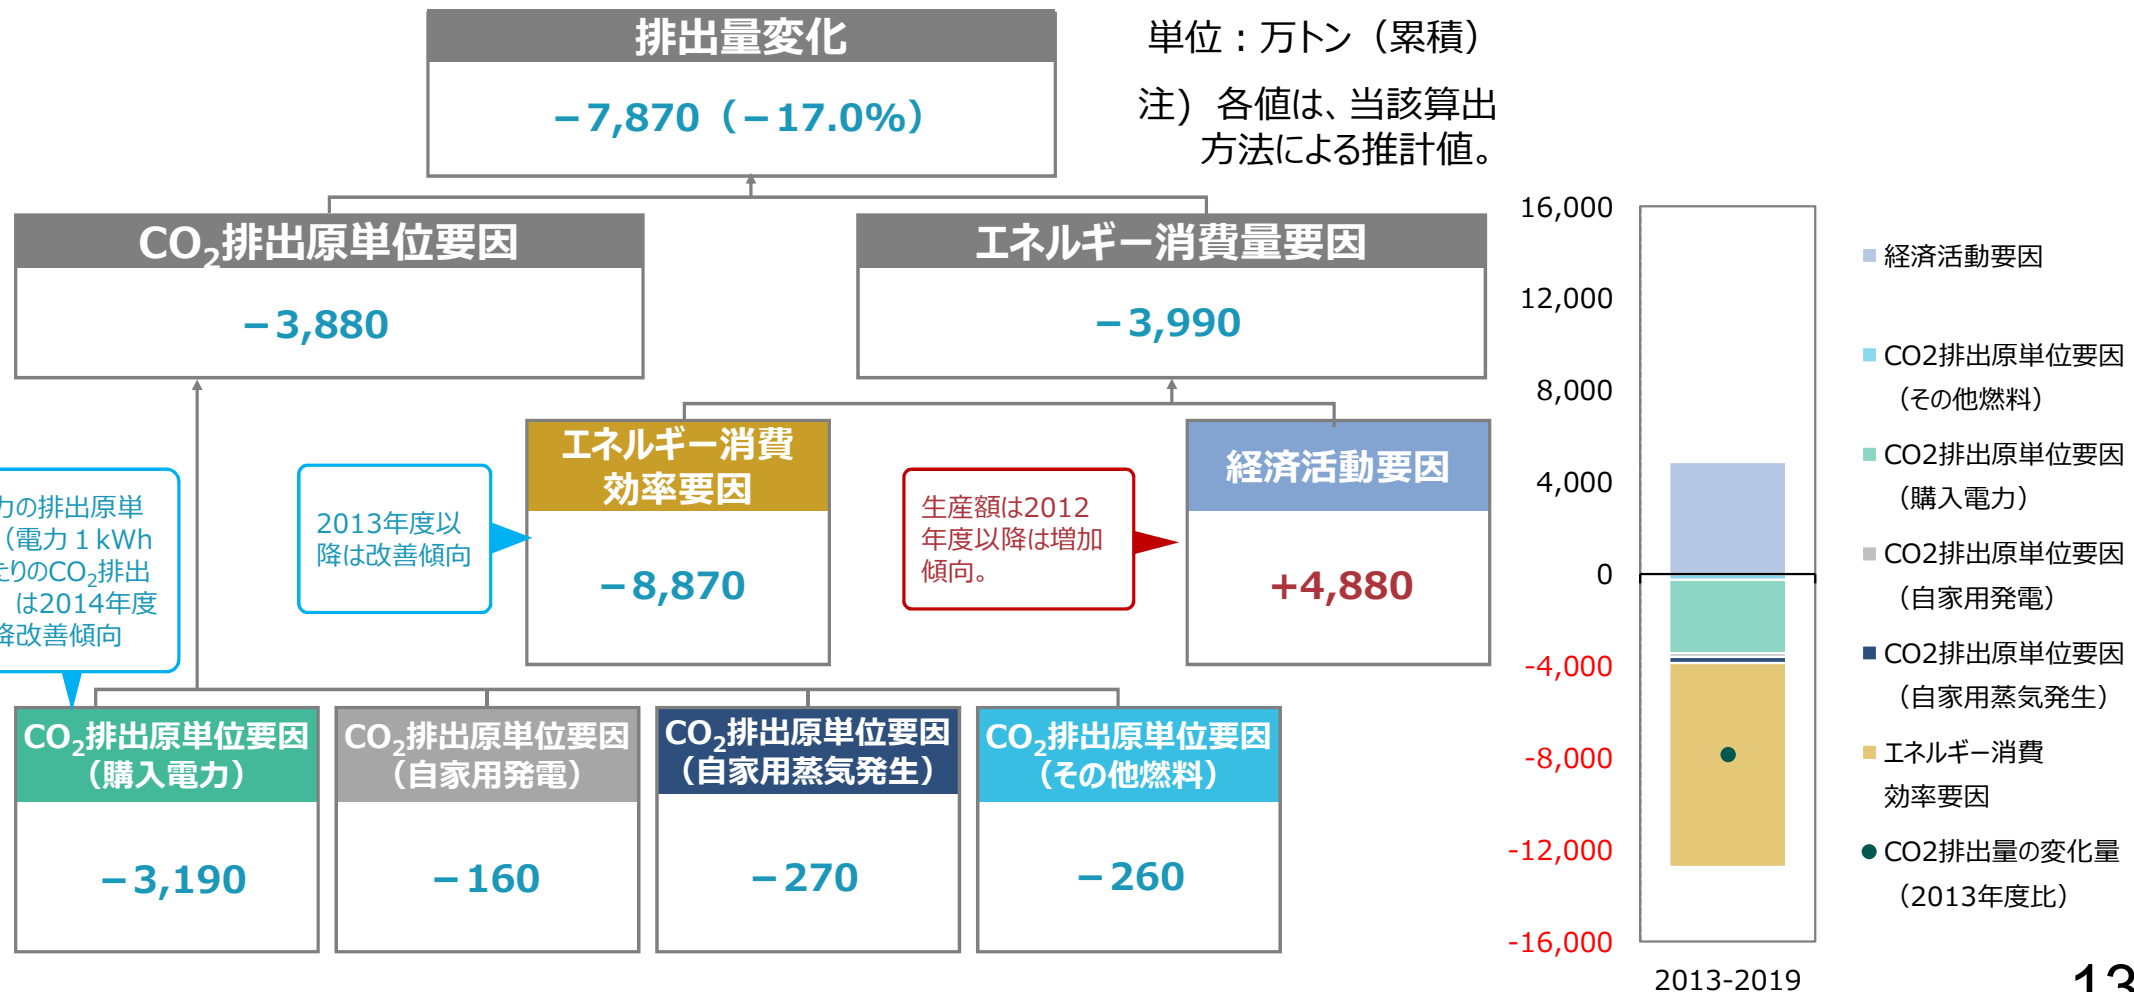 排出量変化
−7,870（−17.0%）
単位：万トン（累積）
注）各値は、当該算出
方法による推計値。
CO₂排出原単位要因
−3,880
エネルギー消費量要因
−3,990
力の排出原単
（電力１kWh
たりのCO₂排出
）は2014年度
降改善傾向
2013年度以
降は改善傾向
エネルギー消費
効率要因
−8,870
生産額は2012
年度以降は増加
傾向。
経済活動要因
+4,880
CO₂排出原単位要因
（購入電力）
−3,190
CO₂排出原単位要因
（自家用発電）
−160
CO₂排出原単位要因
（自家用蒸気発生）
−270
CO₂排出原単位要因
（その他燃料）
−260
16,000
12,000
8,000
4,000
0
-4,000
-8,000
-12,000
-16,000
2013-2019
経済活動要因
CO2排出原単位要因
（その他燃料）
CO2排出原単位要因
（購入電力）
CO2排出原単位要因
（自家用発電）
CO2排出原単位要因
（自家用蒸気発生）
エネルギー消費
効率要因
CO2排出量の変化量
（2013年度比）
13